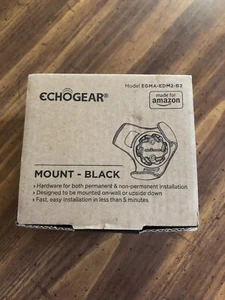 Model EGMA-EDM2-B2
ECHOGEAR®
made for
amazon
MOUNT - BLACK
• Hardware for both permanent & non-permanent installation
• Designed to be mounted on-wall or upside down
• Fast, easy installation in less than 5 minutes